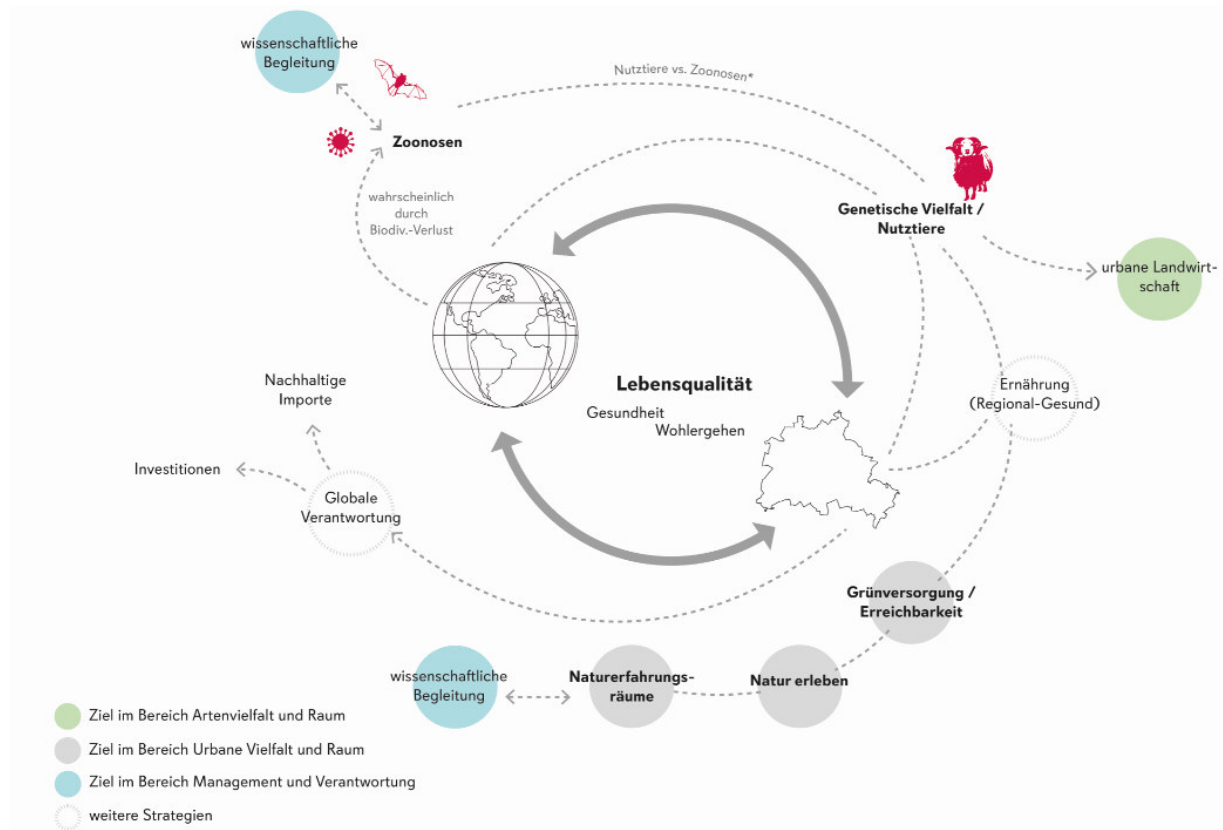 wissenschaftliche
Begleitung
Nutztiere vs. Zoonosen*
Zoonosen
wahrscheinlich
durch
Biodiv.-Verlust
Genetische Vielfalt /
Nutztiere
urbane Landwirt-
schaft
Lebensqualität
Gesundheit
Wohlergehen
Ernährung
(Regional-Gesund)
Nachhaltige
Importe
Investitionen
Globale
Verantwortung
Grünversorgung /
Erreichbarkeit
wissenschaftliche
Begleitung
Naturerfahrungs-
räume
Natur erleben
Ziel im Bereich Artenvielfalt und Raum
Ziel im Bereich Urbane Vielfalt und Raum
Ziel im Bereich Management und Verantwortung
weitere Strategien